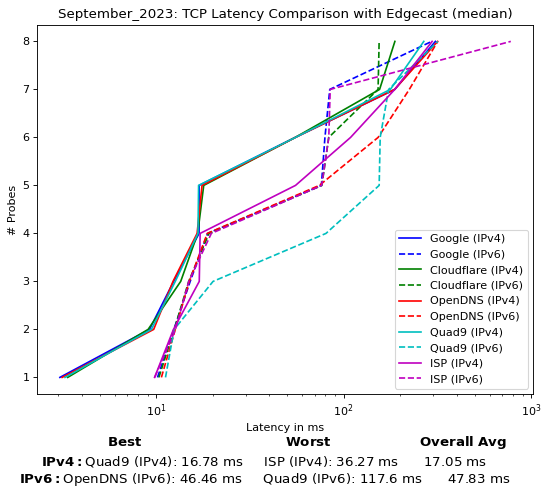 September_2023: TCP Latency Comparison with Edgecast (median)
8
7
6
5
4
3
2
1
# Probes
Google (IPv4)
Google (IPv6)
Cloudflare (IPv4)
Cloudflare (IPv6)
OpenDNS (IPv4)
OpenDNS (IPv6)
Quad9 (IPv4)
Quad9 (IPv6)
ISP (IPv4)
ISP (IPv6)
10¹ 10² 10³
Latency in ms
Best Worst Overall Avg
IPv4: Quad9 (IPv4): 16.78 ms ISP (IPv4): 36.27 ms 17.05 ms
IPv6: OpenDNS (IPv6): 46.46 ms Quad9 (IPv6): 117.6 ms 47.83 ms